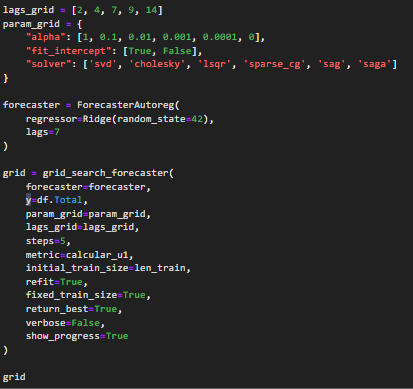 lags_grid = [2, 4, 7, 9, 14]
param_grid = {
    "alpha": [1, 0.1, 0.01, 0.001, 0.0001, 0],
    "fit_intercept": [True, False],
    "solver": ['svd', 'cholesky', 'lsqr', 'sparse_cg', 'sag', 'saga']
}

forecaster = ForecasterAutoreg(
    regressor=Ridge(random_state=42),
    lags=7
)

grid = grid_search_forecaster(
    forecaster=forecaster,
    y=df.Total,
    param_grid=param_grid,
    lags_grid=lags_grid,
    steps=5,
    metric=calcular_u1,
    initial_train_size=len_train,
    refit=True,
    fixed_train_size=True,
    return_best=True,
    verbose=False,
    show_progress=True
)

grid